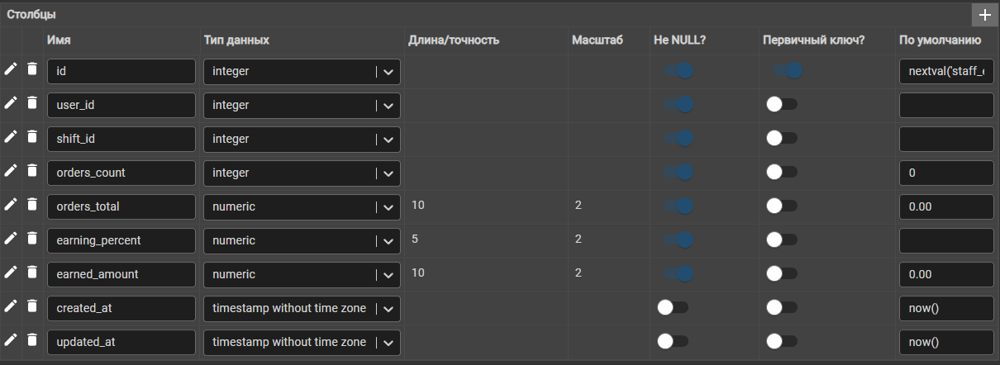 Столбцы
Имя Тип данных Длина/точность Масштаб Не NULL? Первичный ключ? По умолчанию
id integer nextval('staff_
user_id integer
shift_id integer
orders_count integer 0
orders_total numeric 10 2 0.00
earning_percent numeric 5 2
earned_amount numeric 10 2 0.00
created_at timestamp without time zone now()
updated_at timestamp without time zone now()